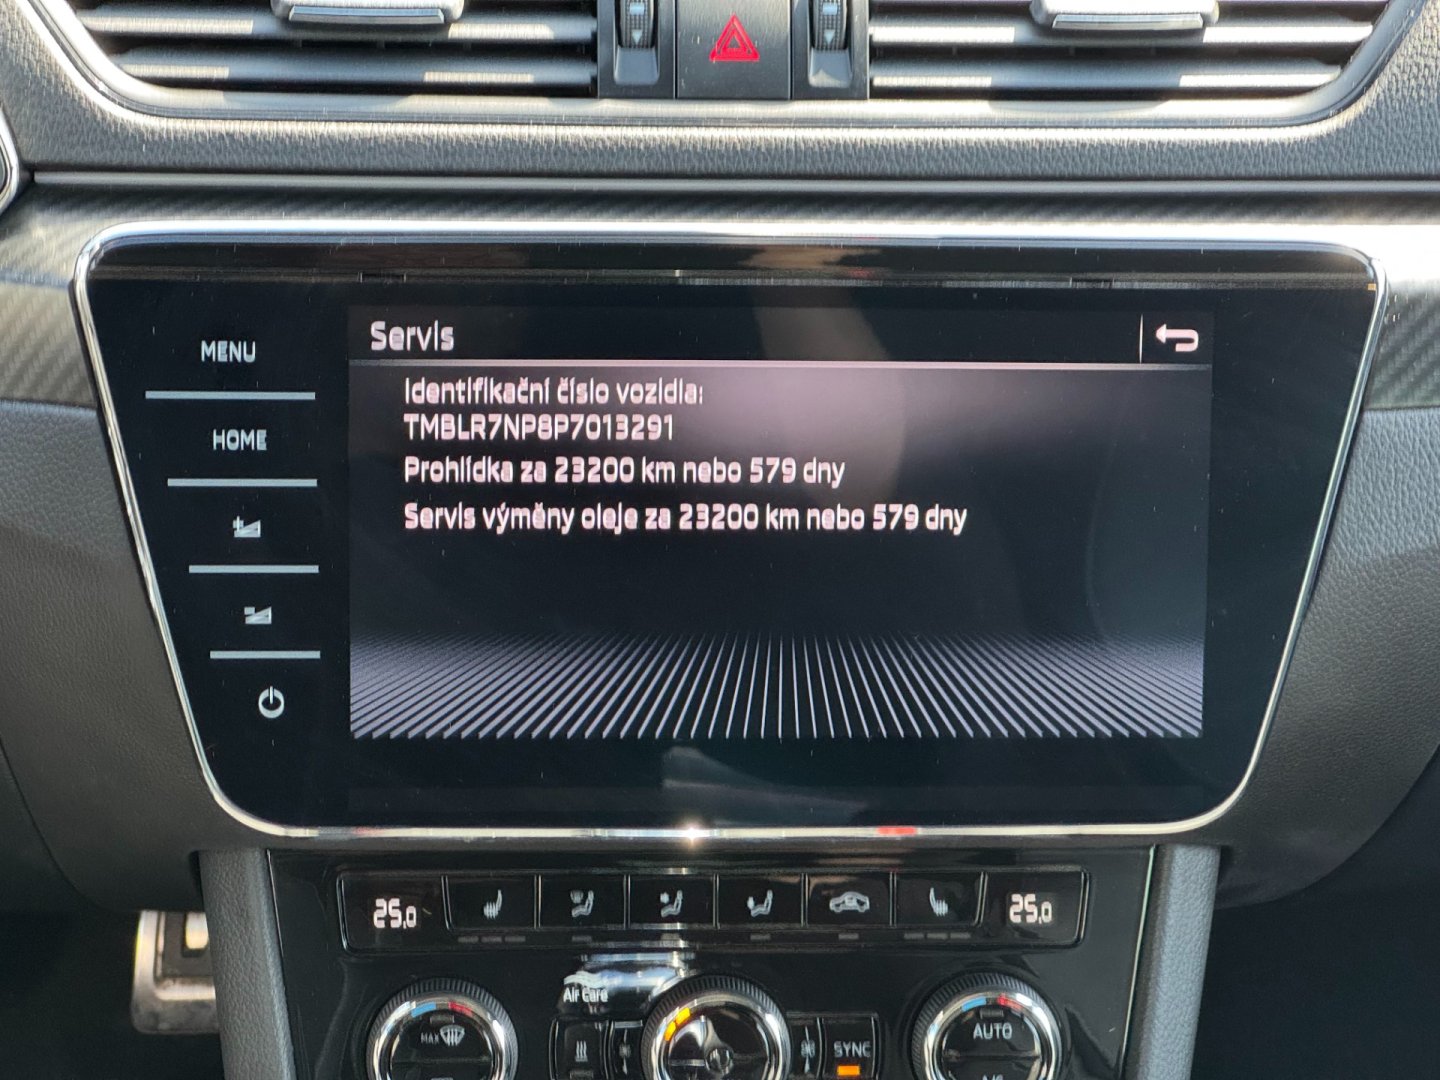 Servis
MENU
Identifikační číslo vozidla:
TMBLR7NP8P7013291
HOME
Prohlídka za 23200 km nebo 579 dny
Servis výměny oleje za 23200 km nebo 579 dny
25,0
25,0
Air Care
MAX
AUTO
SYNC